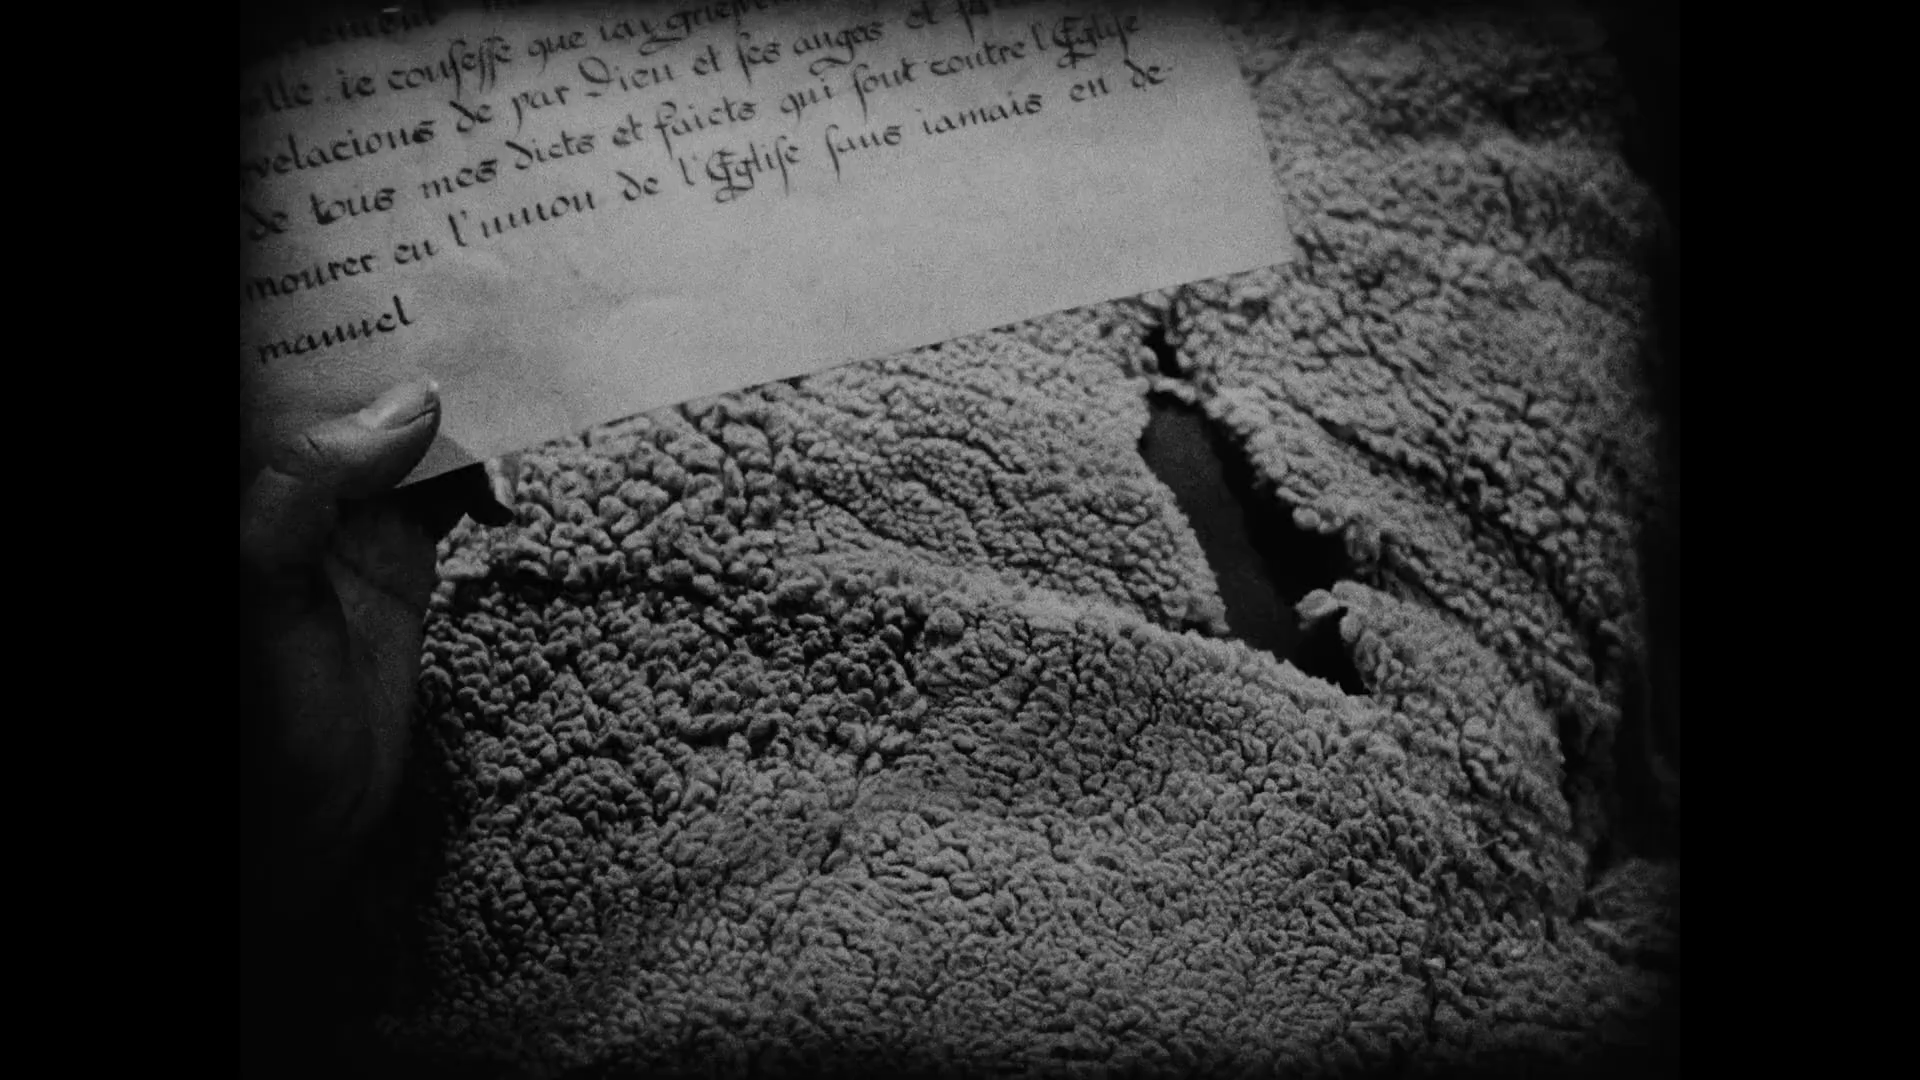 ie confesse que iay griefvement
revelacions de par Dieu et ses anges et
de tous mes dicts et faicts qui sont contre l'Eglise
mourer en l'union de l'Eglise sans iamais en de-
manuel